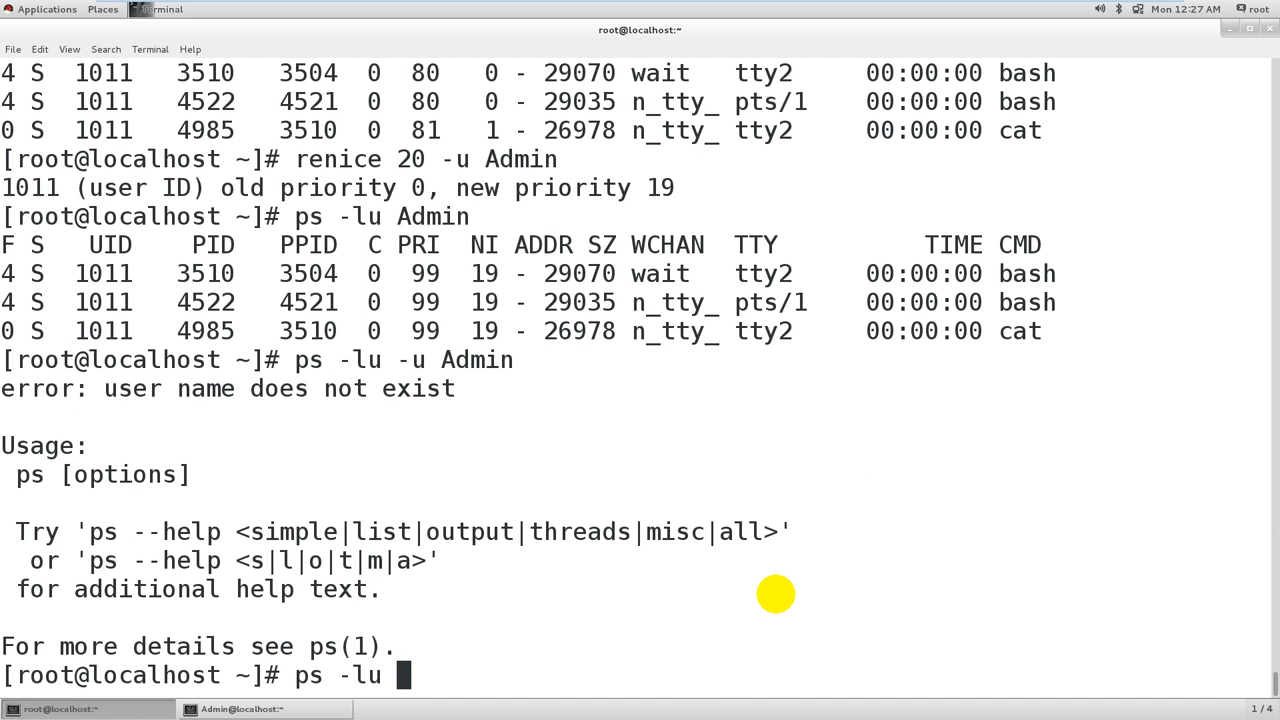 Applications Places Terminal Mon 12:27 AM root
root@localhost:~
File Edit View Search Terminal Help
4 S  1011   3510   3504  0  80   0 - 29070 wait   tty2     00:00:00 bash
4 S  1011   4522   4521  0  80   0 - 29035 n_tty_ pts/1    00:00:00 bash
0 S  1011   4985   3510  0  81   1 - 26978 n_tty_ tty2     00:00:00 cat
[root@localhost ~]# renice 20 -u Admin
1011 (user ID) old priority 0, new priority 19
[root@localhost ~]# ps -lu Admin
F S   UID    PID   PPID  C PRI  NI ADDR SZ WCHAN  TTY          TIME CMD
4 S  1011   3510   3504  0  99  19 - 29070 wait   tty2     00:00:00 bash
4 S  1011   4522   4521  0  99  19 - 29035 n_tty_ pts/1    00:00:00 bash
0 S  1011   4985   3510  0  99  19 - 26978 n_tty_ tty2     00:00:00 cat
[root@localhost ~]# ps -lu -u Admin
error: user name does not exist
Usage:
 ps [options]
 Try 'ps --help <simple|list|output|threads|misc|all>'
  or 'ps --help <s|l|o|t|m|a>'
 for additional help text.
For more details see ps(1).
[root@localhost ~]# ps -lu
root@localhost:~ Admin@localhost:~ 1 / 4